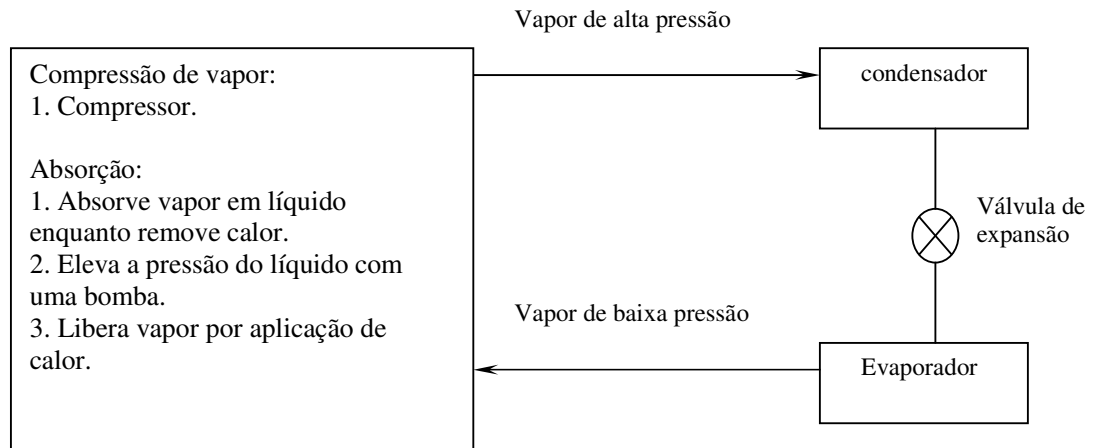 Vapor de alta pressão
Compressão de vapor:
1. Compressor.
Absorção:
1. Absorve vapor em líquido
enquanto remove calor.
2. Eleva a pressão do líquido com
uma bomba.
3. Libera vapor por aplicação de
calor.
condensador
Válvula de
expansão
Vapor de baixa pressão
Evaporador